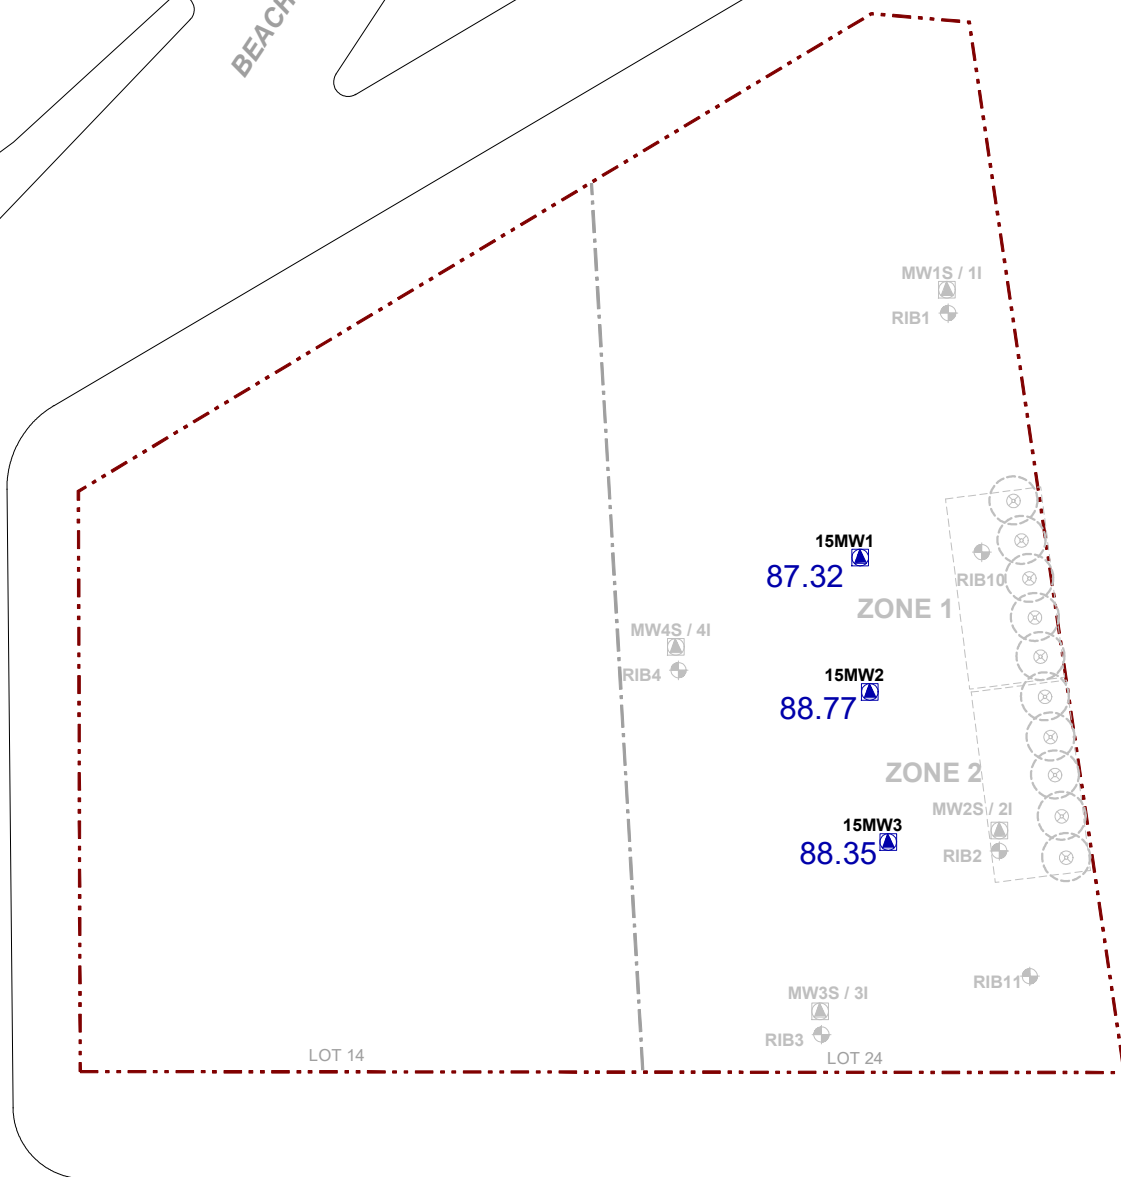 BEACH
MW1S / 1I
RIB1
15MW1
87.32
RIB10
ZONE 1
MW4S / 4I
RIB4
15MW2
88.77
ZONE 2
MW2S / 2I
15MW3
88.35
RIB2
RIB11
MW3S / 3I
RIB3
LOT 14
LOT 24